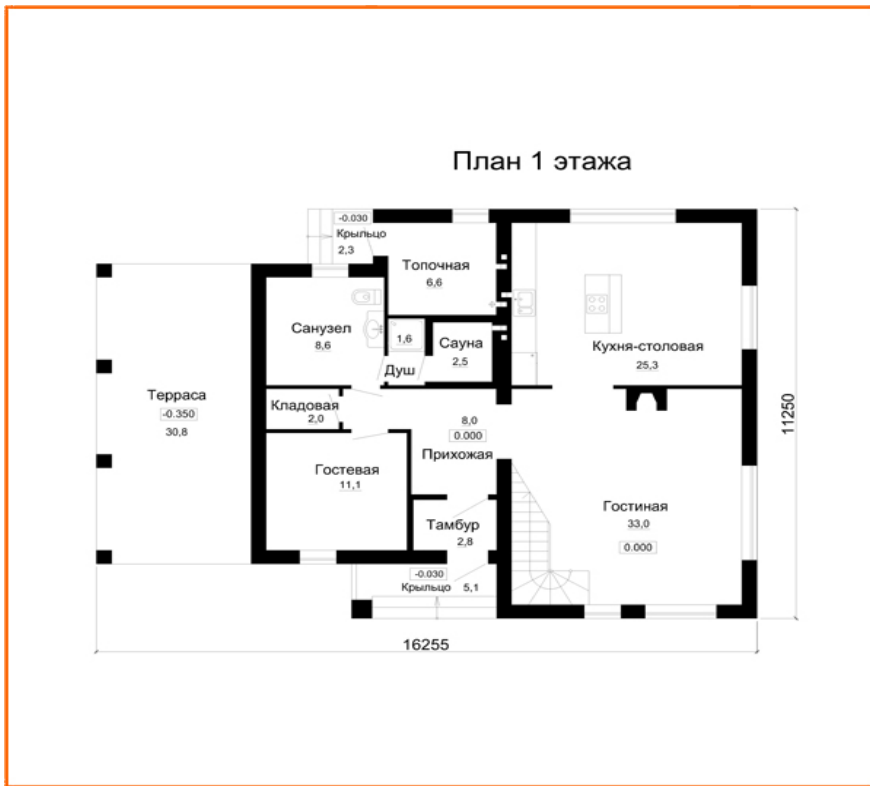 План 1 этажа
-0.030
Крыльцо
2,3
Топочная
6,6
Санузел
8,6
1,6
Душ
Сауна
2,5
Кухня-столовая
25,3
Терраса
-0.350
30,8
Кладовая
2,0
8,0
0.000
Прихожая
Гостевая
11,1
Гостиная
33,0
0.000
Тамбур
2,8
-0.030
Крыльцо 5,1
11250
16255